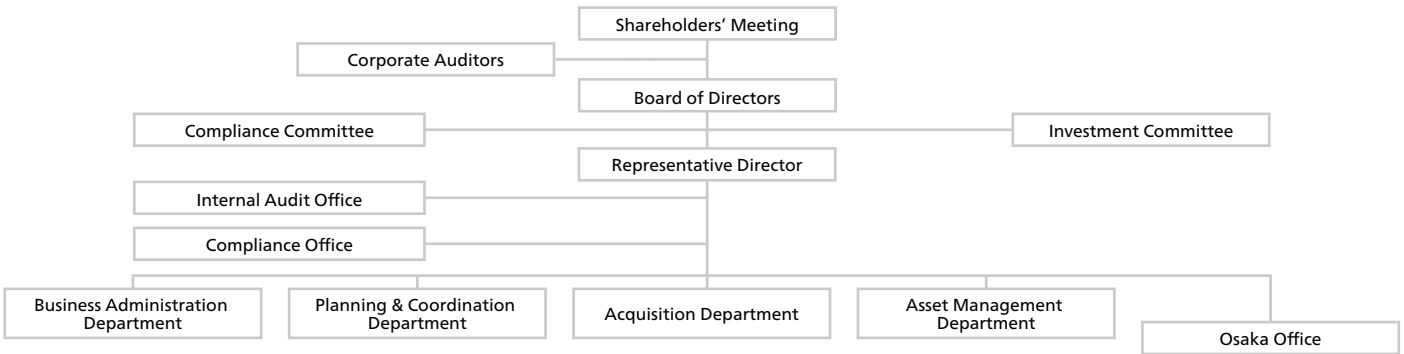 Shareholders’ Meeting
Corporate Auditors
Board of Directors
Compliance Committee
Investment Committee
Representative Director
Internal Audit Office
Compliance Office
Business Administration
Department
Planning & Coordination
Department
Acquisition Department
Asset Management
Department
Osaka Office